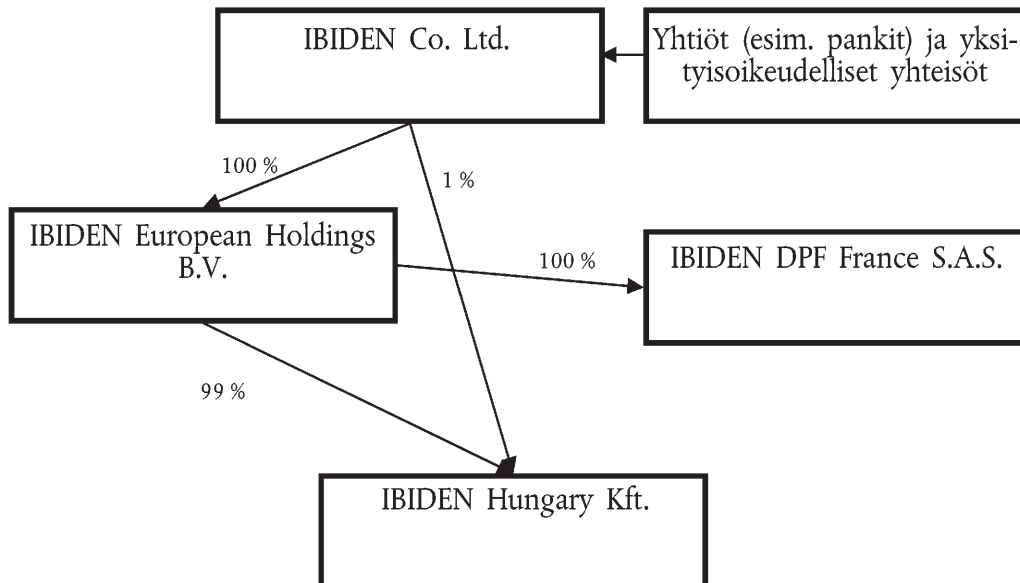 IBIDEN Co. Ltd.
Yhtiöt (esim. pankit) ja yksi-
tyisoikeudelliset yhteisöt
100 %
1 %
IBIDEN European Holdings
B.V.
100 %
IBIDEN DPF France S.A.S.
99 %
IBIDEN Hungary Kft.